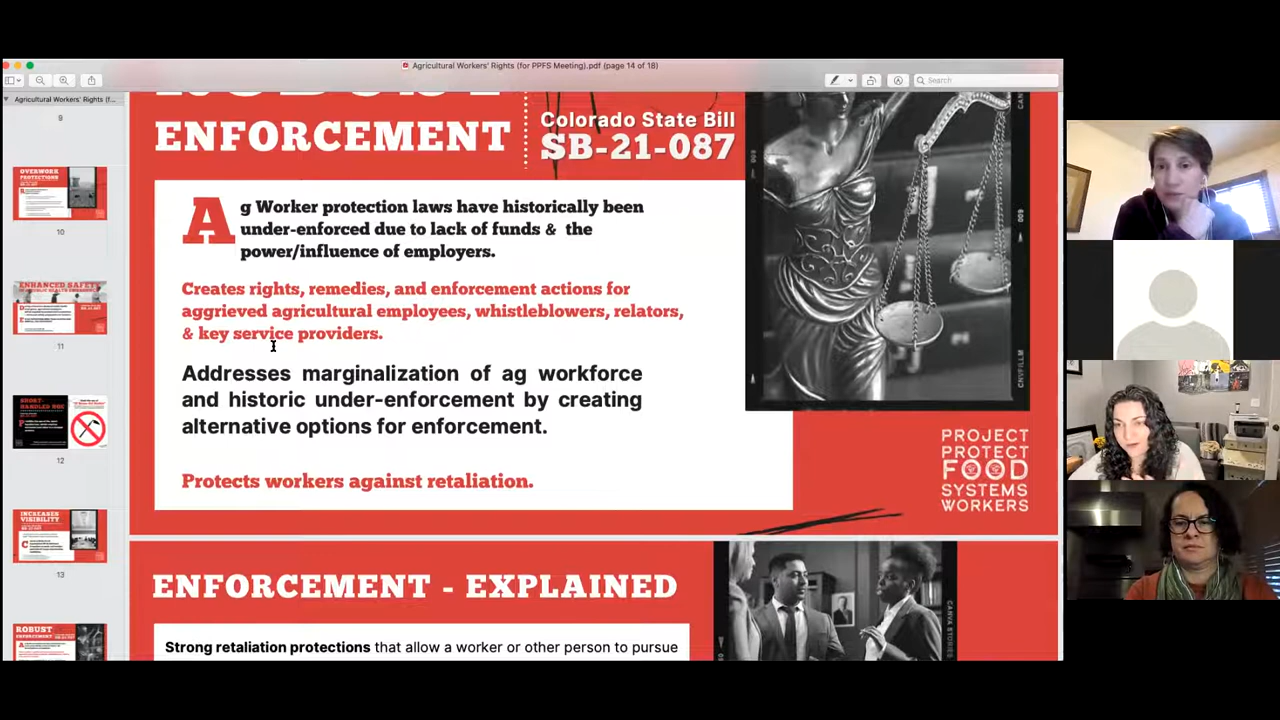 Agricultural Workers' Rights (for PPFS Meeting).pdf (page 14 of 18)
Search
Agricultural Workers' Rights (f...
9
OVERWORK
PROTECTIONS
10
ENHANCED SAFETY
11
SHORT-
HANDLED HOE
12
INCREASES
VISIBILITY
13
ROBUST
ENFORCEMENT
ROBUST
ENFORCEMENT
Colorado State Bill
SB-21-087
Ag Worker protection laws have historically been
under-enforced due to lack of funds & the
power/influence of employers.
Creates rights, remedies, and enforcement actions for
aggrieved agricultural employees, whistleblowers, relators,
& key service providers.
Addresses marginalization of ag workforce
and historic under-enforcement by creating
alternative options for enforcement.
Protects workers against retaliation.
PROJECT
PROTECT
FOOD
SYSTEMS
WORKERS
ENFORCEMENT - EXPLAINED
Strong retaliation protections that allow a worker or other person to pursue